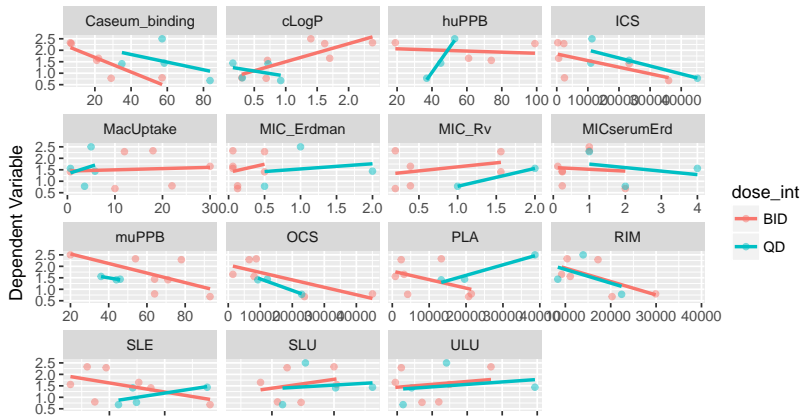 Caseum_binding cLogP huPPB ICS
2.5
2.0
1.5
1.0
0.5
20 40 60 80 0.5 1.0 1.5 2.0 20 40 60 80 100 0 10000 20000 30000 40000
MacUptake MIC_Erdman MIC_Rv MICserumErd
2.5
2.0
1.5
1.0
0.5
0 10 20 30 0.0 0.5 1.0 1.5 2.0 0.5 1.0 1.5 2.0 0 1 2 3 4
muPPB OCS PLA RIM
2.5
2.0
1.5
1.0
0.5
20 40 60 80 0 10000 20000 30000 40000 0 10000 20000 30000 40000 10000 20000 30000 40000
SLE SLU ULU
2.5
2.0
1.5
1.0
0.5
Dependent Variable
dose_int
BID
QD